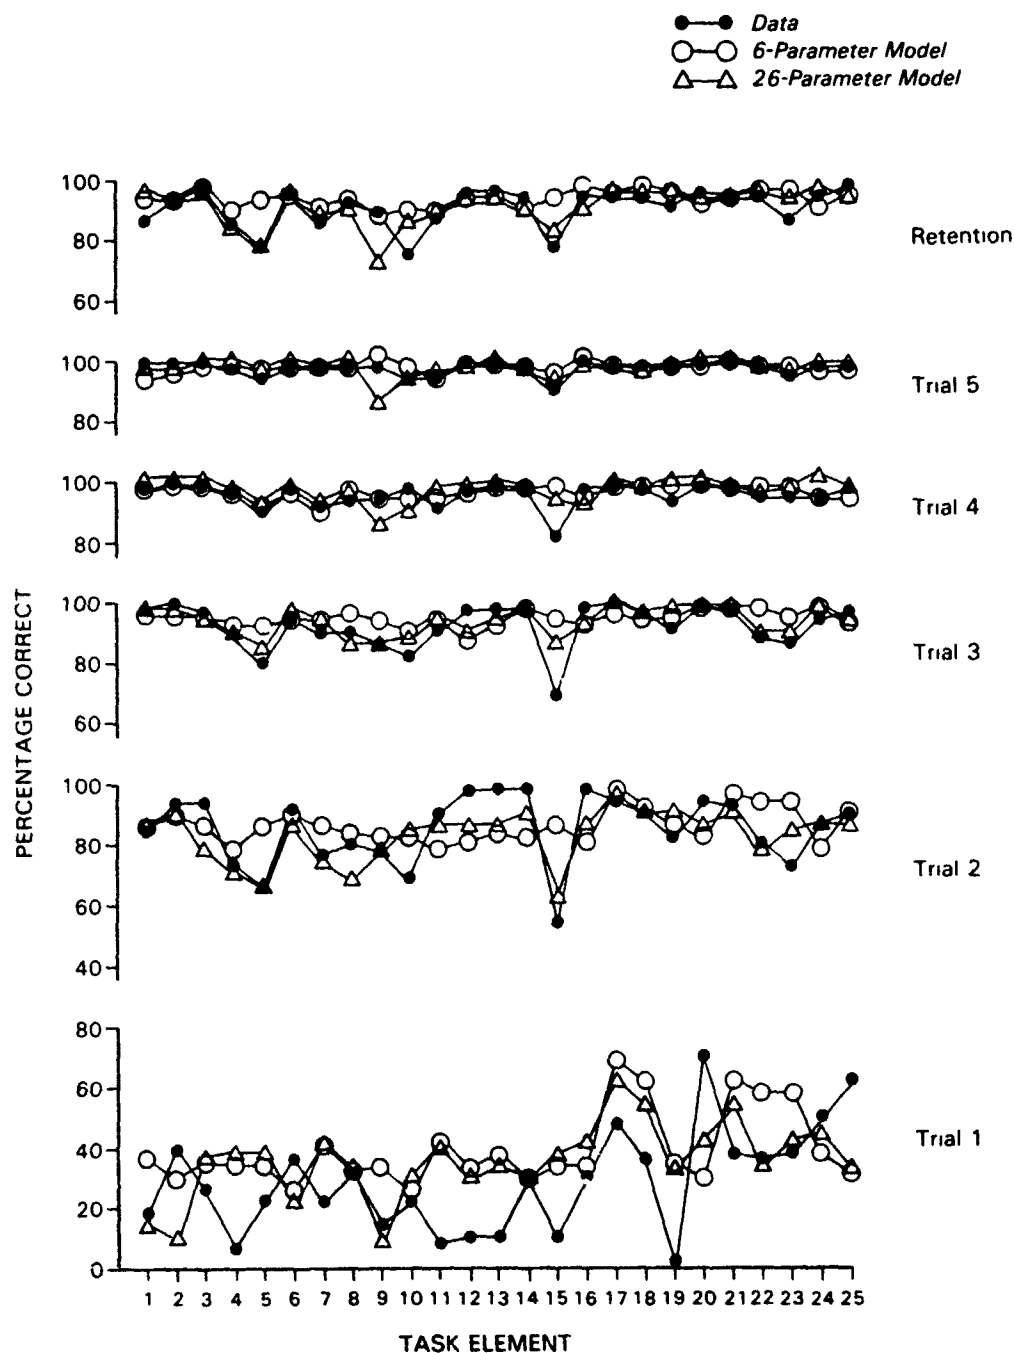 Data
6-Parameter Model
26-Parameter Model
100
80
60
Retention
100
80
Trial 5
100
80
Trial 4
100
80
60
Trial 3
100
80
60
40
Trial 2
80
60
40
20
0
Trial 1
PERCENTAGE CORRECT
1 2 3 4 5 6 7 8 9 10 11 12 13 14 15 16 17 18 19 20 21 22 23 24 25
TASK ELEMENT